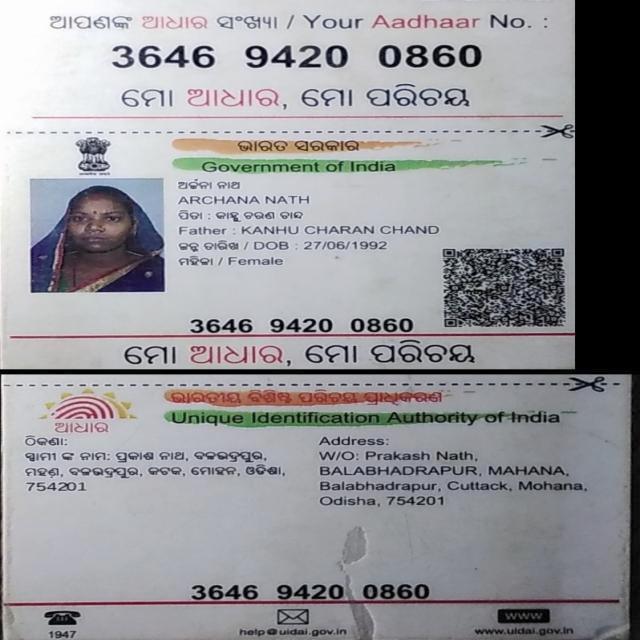 ଆପଣଙ୍କ ଆଧାର ସଂଖ୍ୟା / Your Aadhaar No. :
3646 9420 0860
ମୋ ଆଧାର, ମୋ ପରିଚୟ
ଭାରତ ସରକାର
Government of India
ଅର୍ଚ୍ଚନା ନାଥ
ARCHANA NATH
ପିତା : କାହ୍ନୁ ଚରଣ ଚାନ୍ଦ
Father : KANHU CHARAN CHAND
ଜନ୍ମ ତାରିଖ / DOB : 27/06/1992
ମହିଳା / Female
3646 9420 0860
ମୋ ଆଧାର, ମୋ ପରିଚୟ
ଭାରତୀୟ ବିଶିଷ୍ଟ ପରିଚୟ ପ୍ରାଧିକରଣ
Unique Identification Authority of India
ଆଧାର
ଠିକଣା:
ସ୍ୱାମୀ ଙ୍କ ନାମ: ପ୍ରକାଶ ନାଥ, ବଳଭଦ୍ରପୁର,
ମହଣା, ବଳଭଦ୍ରପୁର, କଟକ, ମୋହନା, ଓଡିଶା,
754201
Address:
W/O: Prakash Nath,
BALABHADRAPUR, MAHANA,
Balabhadrapur, Cuttack, Mohana,
Odisha, 754201
3646 9420 0860
1947
help@uidai.gov.in
www
www.uidai.gov.in